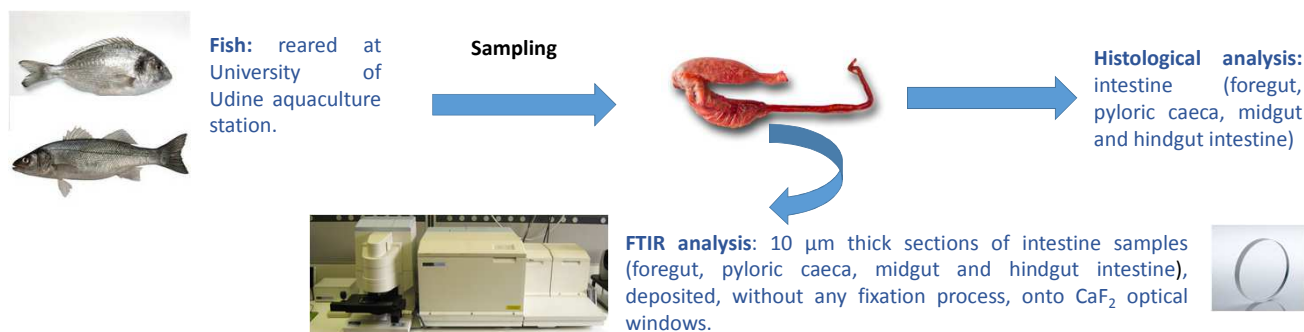 Fish: reared at
University of
Udine aquaculture
station.
Sampling
Histological analysis:
intestine (foregut,
pyloric caeca, midgut
and hindgut intestine)
FTIR analysis: 10 µm thick sections of intestine samples
(foregut, pyloric caeca, midgut and hindgut intestine),
deposited, without any fixation process, onto CaF₂ optical
windows.